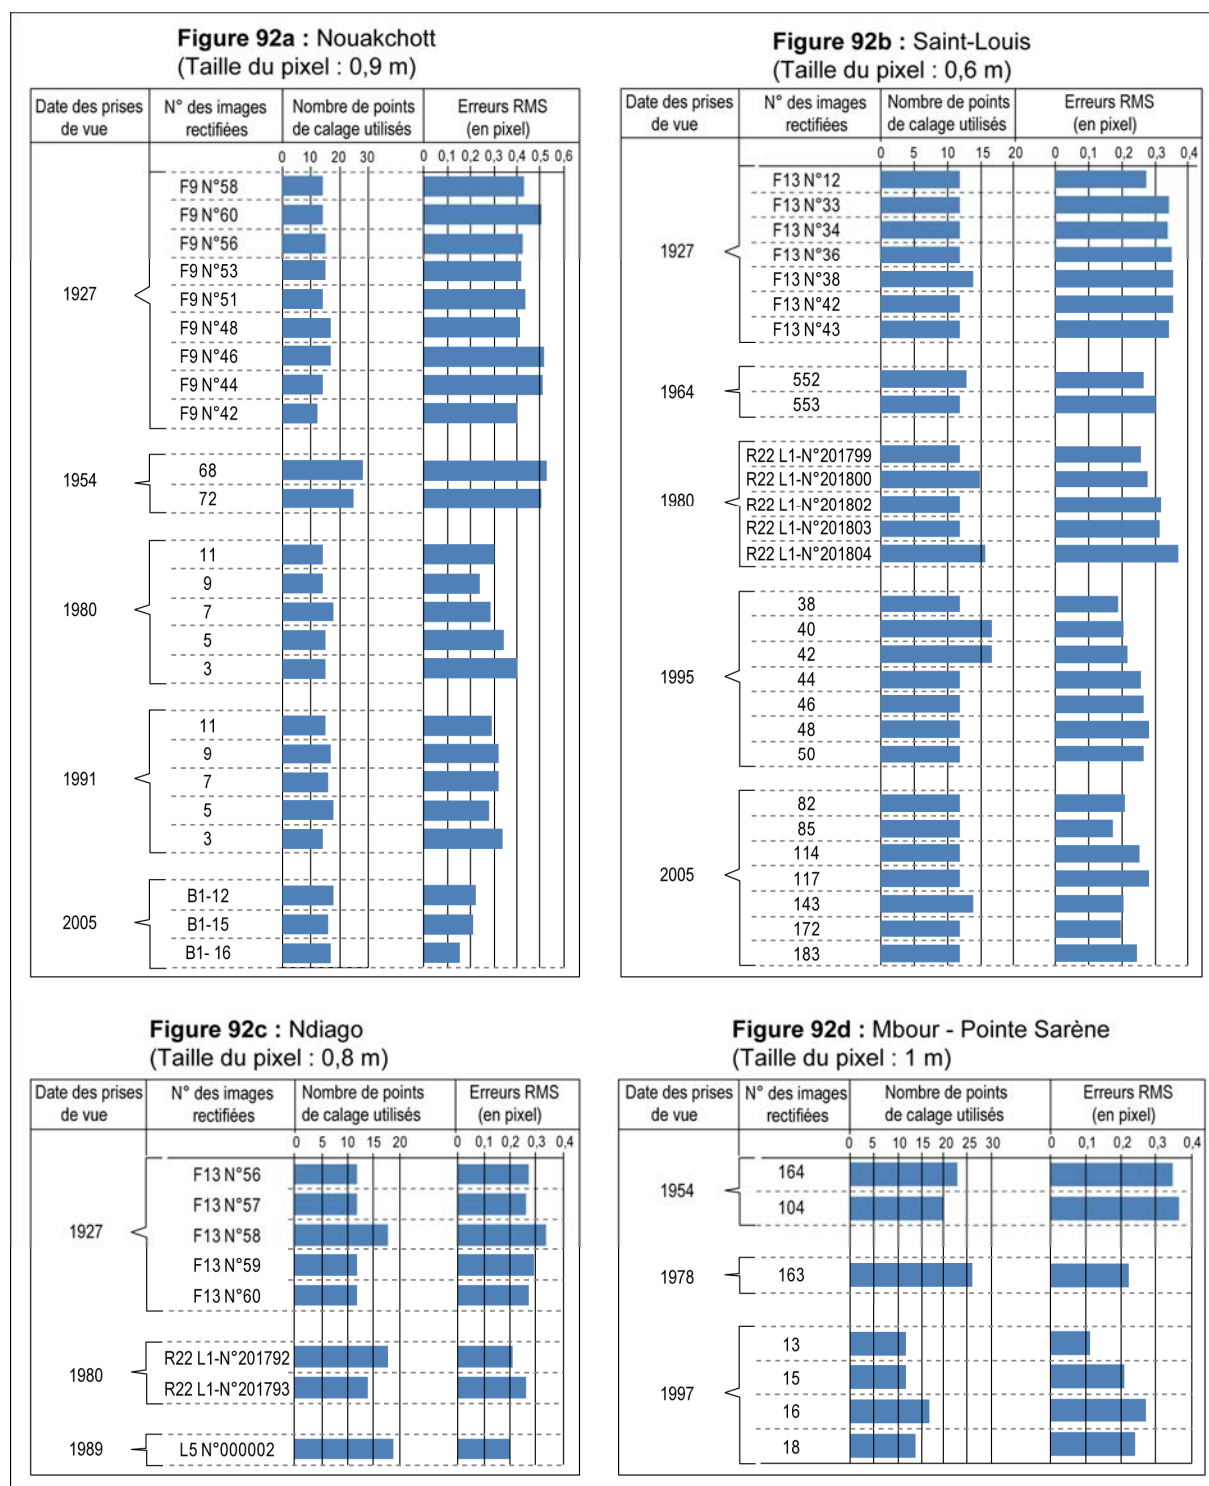 Figure 92a : Nouakchott
(Taille du pixel : 0,9 m)
Date des prises de vue
N° des images rectifiées
Nombre de points de calage utilisés
Erreurs RMS (en pixel)
0 10 20 30
0 0,1 0,2 0,3 0,4 0,5 0,6
1927
F9 N°58
F9 N°60
F9 N°56
F9 N°53
F9 N°51
F9 N°48
F9 N°46
F9 N°44
F9 N°42
1954
68
72
1980
11
9
7
5
3
1991
11
9
7
5
3
2005
B1-12
B1-15
B1- 16
Figure 92b : Saint-Louis
(Taille du pixel : 0,6 m)
Date des prises de vue
N° des images rectifiées
Nombre de points de calage utilisés
Erreurs RMS (en pixel)
0 5 10 15 20
0 0,1 0,2 0,3 0,4
1927
F13 N°12
F13 N°33
F13 N°34
F13 N°36
F13 N°38
F13 N°42
F13 N°43
1964
552
553
1980
R22 L1-N°201799
R22 L1-N°201800
R22 L1-N°201802
R22 L1-N°201803
R22 L1-N°201804
1995
38
40
42
44
46
48
50
2005
82
85
114
117
143
172
183
Figure 92c : Ndiago
(Taille du pixel : 0,8 m)
Date des prises de vue
N° des images rectifiées
Nombre de points de calage utilisés
Erreurs RMS (en pixel)
0 5 10 15 20
0 0,1 0,2 0,3 0,4
1927
F13 N°56
F13 N°57
F13 N°58
F13 N°59
F13 N°60
1980
R22 L1-N°201792
R22 L1-N°201793
1989
L5 N°000002
Figure 92d : Mbour - Pointe Sarène
(Taille du pixel : 1 m)
Date des prises de vue
N° des images rectifiées
Nombre de points de calage utilisés
Erreurs RMS (en pixel)
0 5 10 15 20 25 30
0 0,1 0,2 0,3 0,4
1954
164
104
1978
163
1997
13
15
16
18